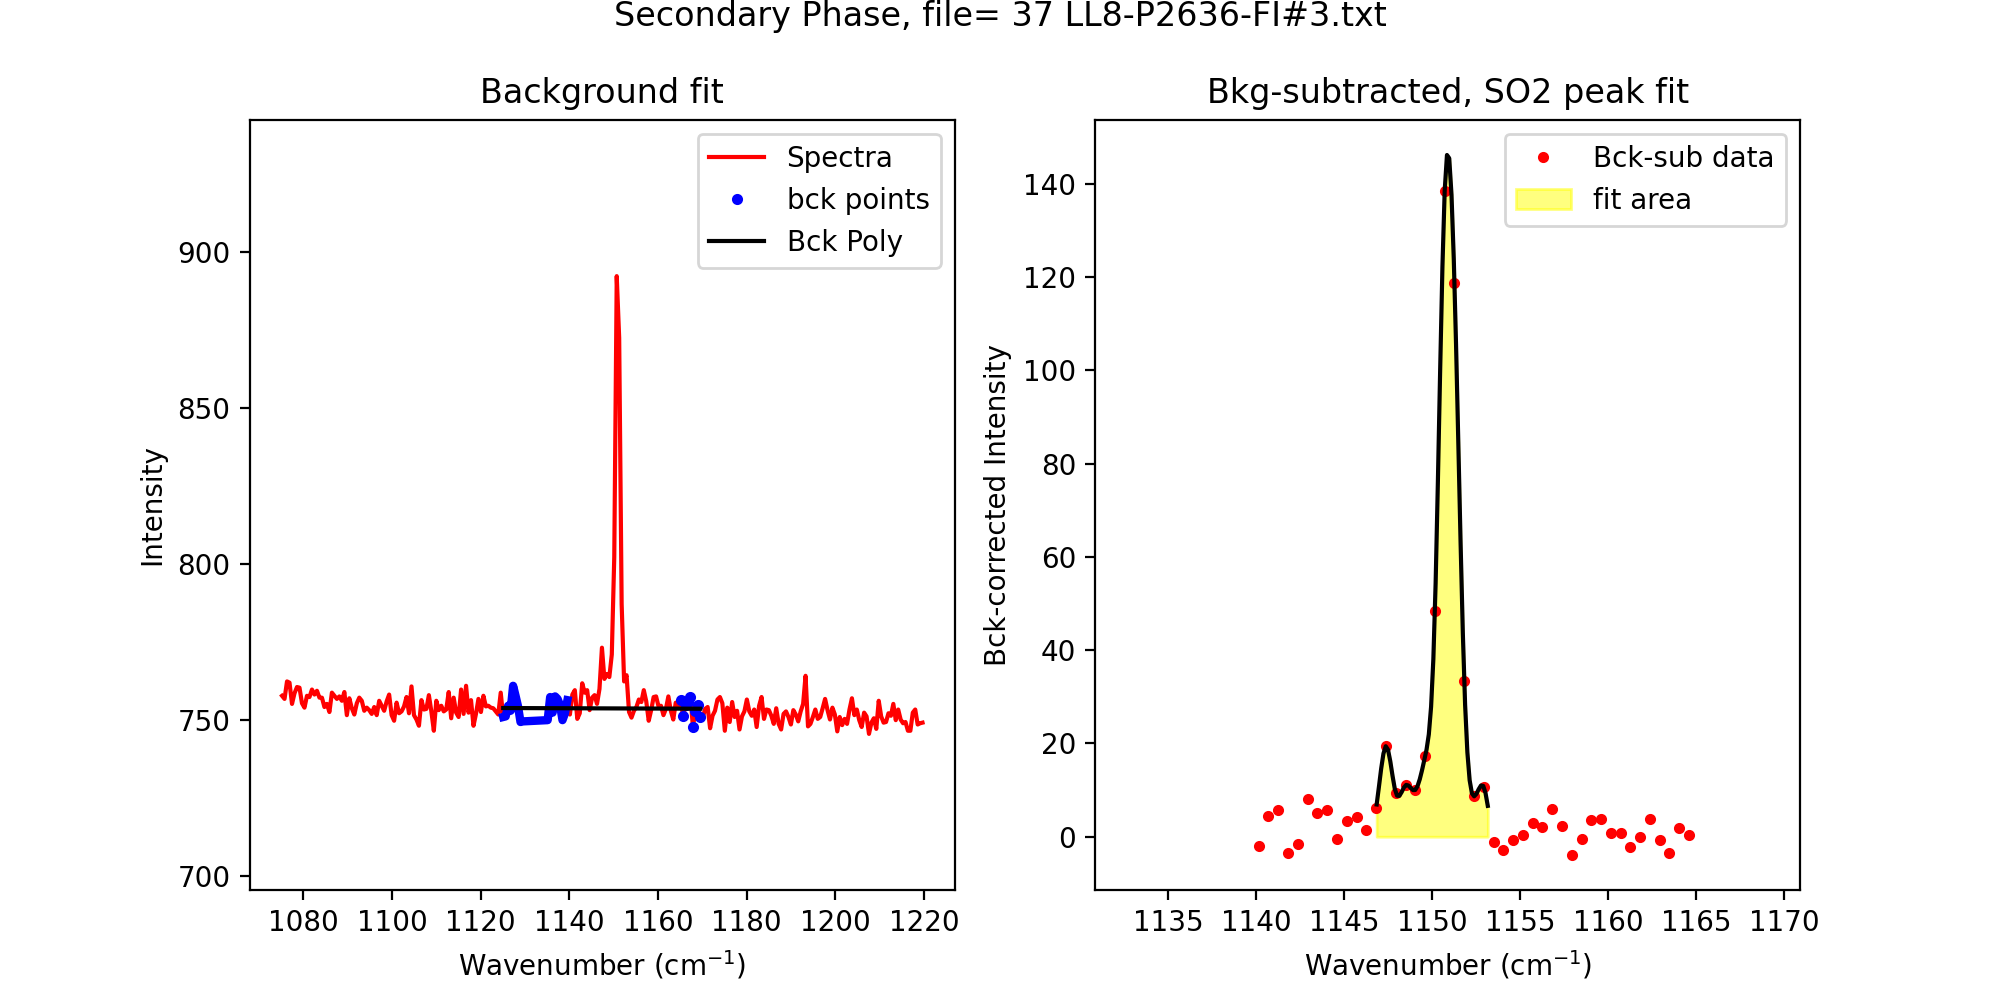 Secondary Phase, file= 37 LL8-P2636-FI#3.txt
Background fit
Spectra
bck points
Bck Poly
900
850
800
750
700
Intensity
1080 1100 1120 1140 1160 1180 1200 1220
Wavenumber (cm⁻¹)
Bkg-subtracted, SO2 peak fit
Bck-sub data
fit area
140
120
100
80
60
40
20
0
Bck-corrected Intensity
1135 1140 1145 1150 1155 1160 1165 1170
Wavenumber (cm⁻¹)